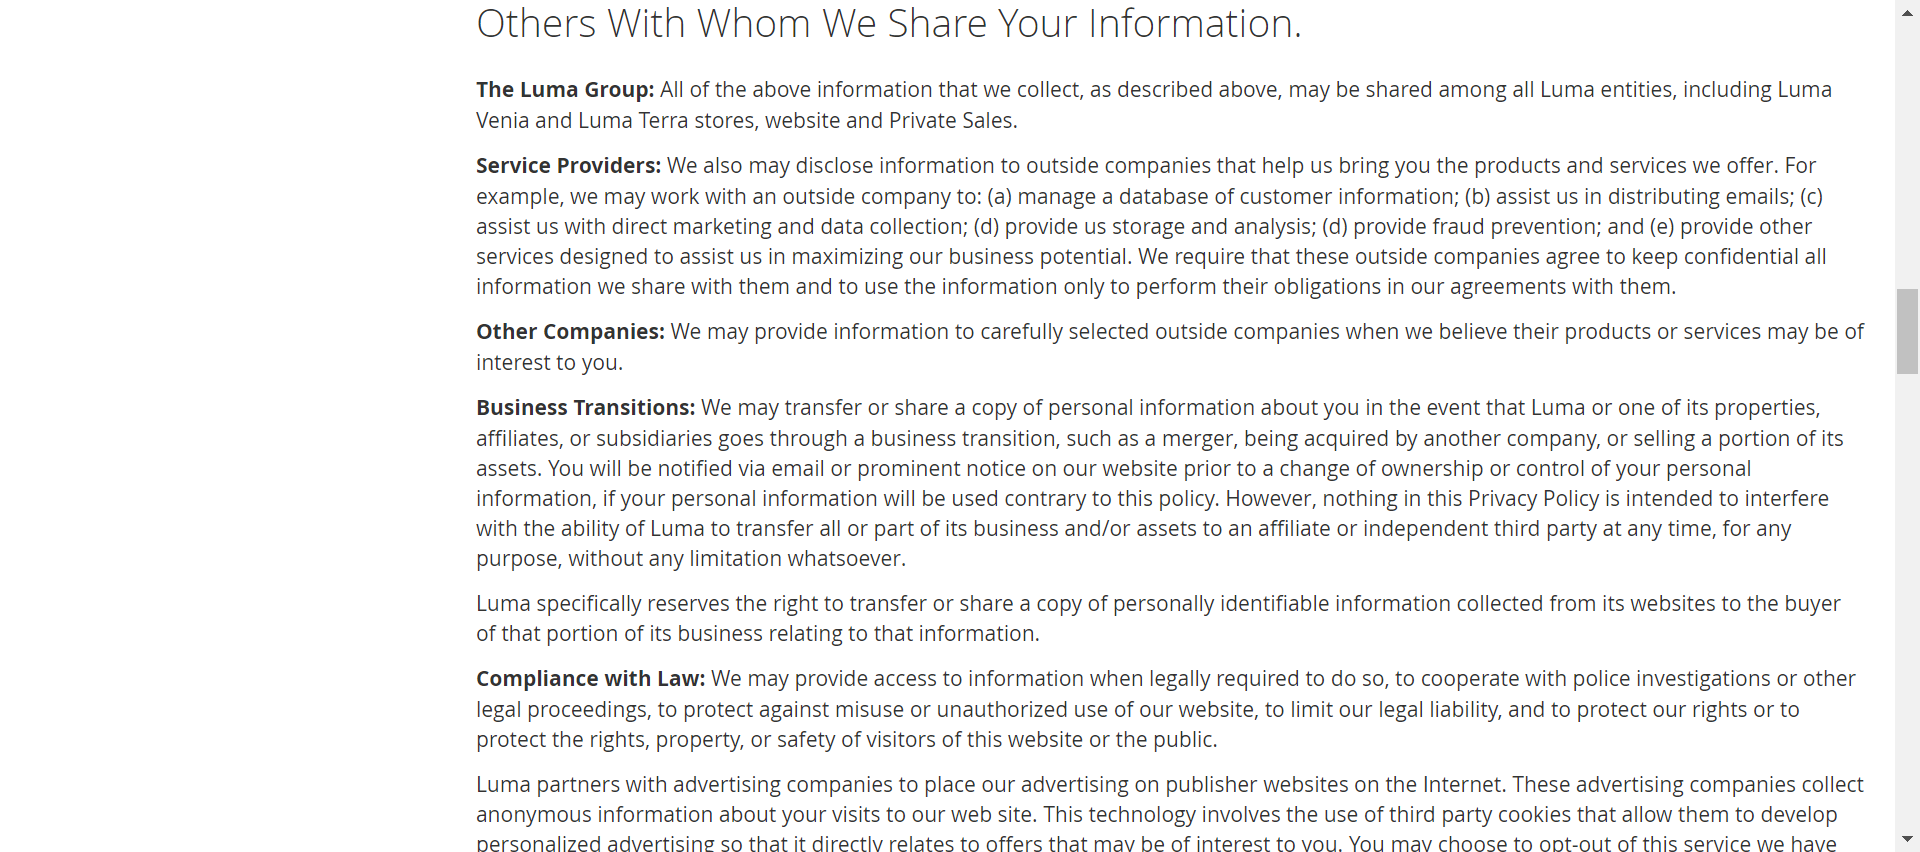 Others With Whom We Share Your Information.
The Luma Group: All of the above information that we collect, as described above, may be shared among all Luma entities, including Luma
Venia and Luma Terra stores, website and Private Sales.
Service Providers: We also may disclose information to outside companies that help us bring you the products and services we offer. For
example, we may work with an outside company to: (a) manage a database of customer information; (b) assist us in distributing emails; (c)
assist us with direct marketing and data collection; (d) provide us storage and analysis; (d) provide fraud prevention; and (e) provide other
services designed to assist us in maximizing our business potential. We require that these outside companies agree to keep confidential all
information we share with them and to use the information only to perform their obligations in our agreements with them.
Other Companies: We may provide information to carefully selected outside companies when we believe their products or services may be of
interest to you.
Business Transitions: We may transfer or share a copy of personal information about you in the event that Luma or one of its properties,
affiliates, or subsidiaries goes through a business transition, such as a merger, being acquired by another company, or selling a portion of its
assets. You will be notified via email or prominent notice on our website prior to a change of ownership or control of your personal
information, if your personal information will be used contrary to this policy. However, nothing in this Privacy Policy is intended to interfere
with the ability of Luma to transfer all or part of its business and/or assets to an affiliate or independent third party at any time, for any
purpose, without any limitation whatsoever.
Luma specifically reserves the right to transfer or share a copy of personally identifiable information collected from its websites to the buyer
of that portion of its business relating to that information.
Compliance with Law: We may provide access to information when legally required to do so, to cooperate with police investigations or other
legal proceedings, to protect against misuse or unauthorized use of our website, to limit our legal liability, and to protect our rights or to
protect the rights, property, or safety of visitors of this website or the public.
Luma partners with advertising companies to place our advertising on publisher websites on the Internet. These advertising companies collect
anonymous information about your visits to our web site. This technology involves the use of third party cookies that allow them to develop
personalized advertising so that it directly relates to offers that may be of interest to you. You may choose to opt-out of this service we have